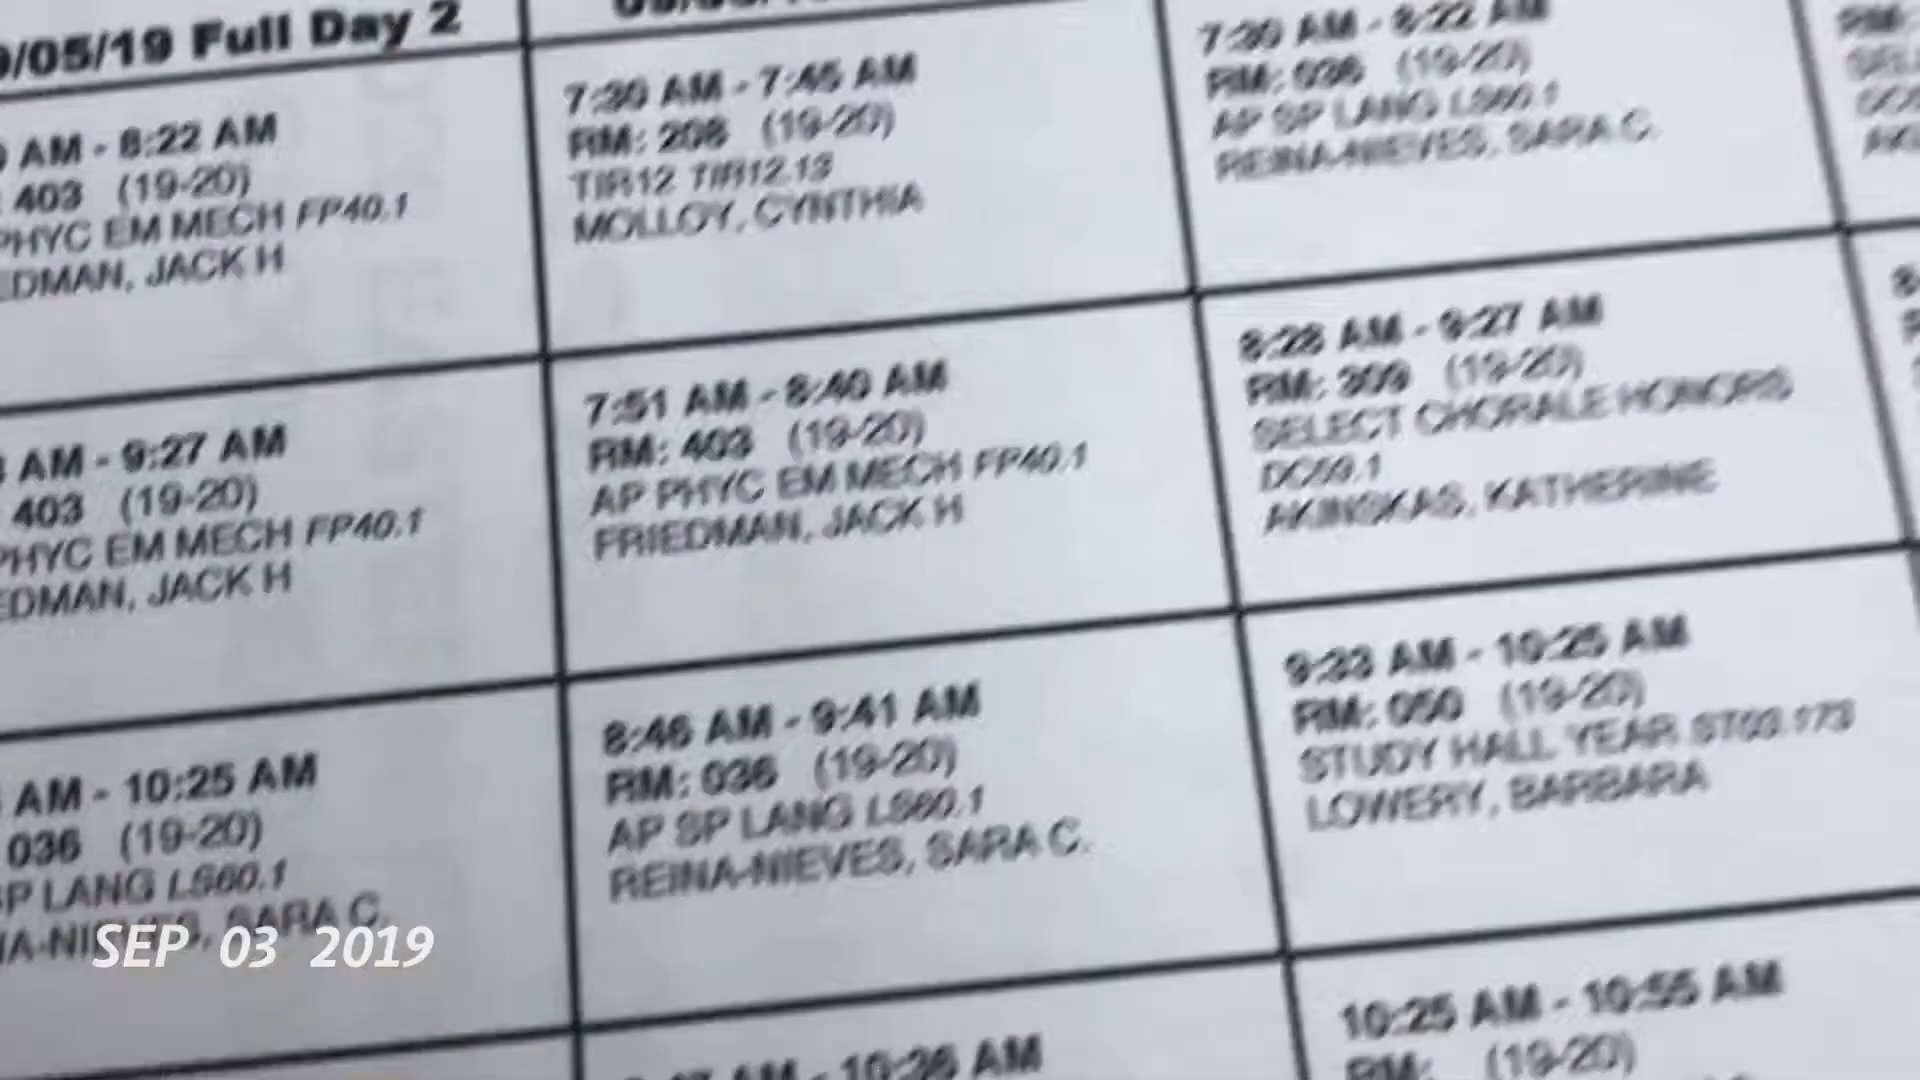 /05/19 Full Day 2
AM - 8:22 AM
403 (19-20)
PHYC EM MECH FP40.1
EDMAN, JACK H
AM - 9:27 AM
403 (19-20)
PHYC EM MECH FP40.1
EDMAN, JACK H
AM - 10:25 AM
036 (19-20)
SP LANG LS60.1
SARA C.
7:30 AM - 7:45 AM
RM: 208 (19-20)
TIR12 TIR12.13
MOLLOY, CYNTHIA
7:51 AM - 8:40 AM
RM: 403 (19-20)
AP PHYC EM MECH FP40.1
FRIEDMAN, JACK H
8:46 AM - 9:41 AM
RM: 036 (19-20)
AP SP LANG LS60.1
REINA-NIEVES, SARA C.
AM - 10:36 AM
7:30 AM - 8:22 AM
RM: 036 (19-20)
AP SP LANG LS60.1
REINA-NIEVES, SARA C.
8:28 AM - 9:27 AM
RM: 309 (19-20)
SELECT CHORALE HONORS
AKINSKAS, KATHERINE
9:33 AM - 10:25 AM
RM: 050 (19-20)
STUDY HALL YEAR ST03.173
LOWERY, BARBARA
10:25 AM - 10:55 AM
RM: (19-20)
SEP 03 2019